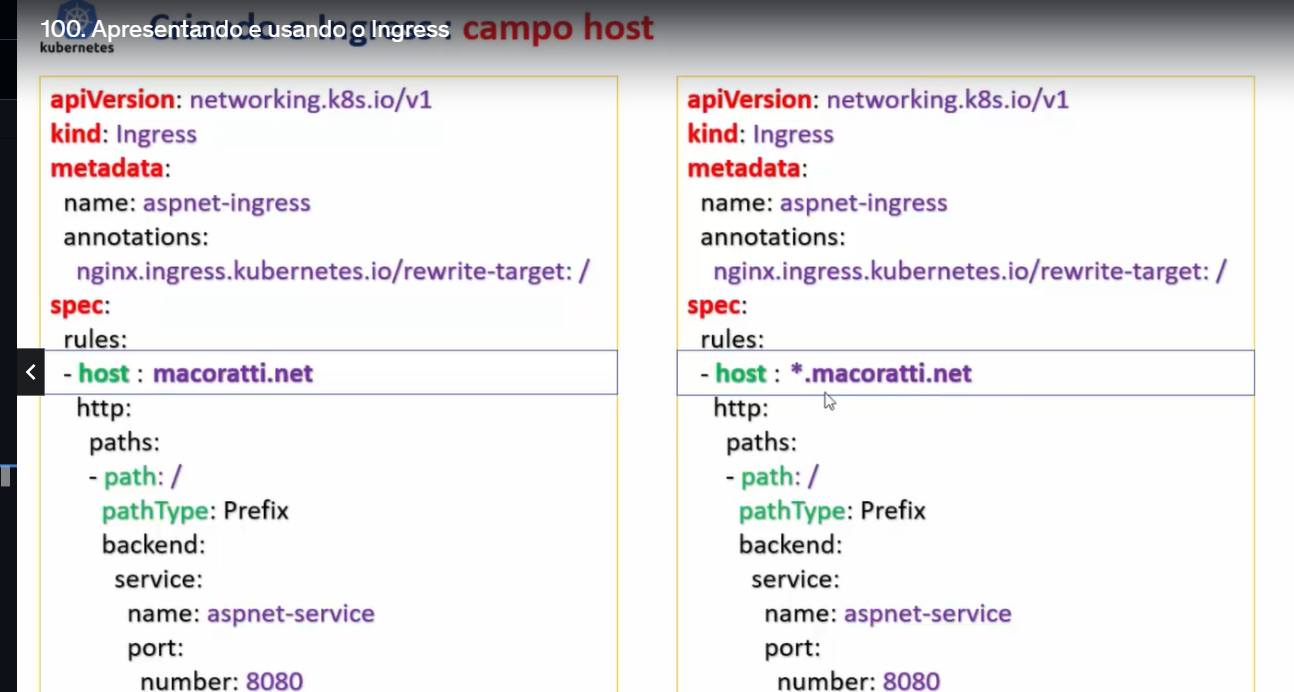 100. Apresentando e usando o Ingress
Criando o Ingress : campo host
kubernetes
apiVersion: networking.k8s.io/v1
kind: Ingress
metadata:
name: aspnet-ingress
annotations:
nginx.ingress.kubernetes.io/rewrite-target: /
spec:
rules:
- host : macoratti.net
http:
paths:
- path: /
pathType: Prefix
backend:
service:
name: aspnet-service
port:
number: 8080
apiVersion: networking.k8s.io/v1
kind: Ingress
metadata:
name: aspnet-ingress
annotations:
nginx.ingress.kubernetes.io/rewrite-target: /
spec:
rules:
- host : *.macoratti.net
http:
paths:
- path: /
pathType: Prefix
backend:
service:
name: aspnet-service
port:
number: 8080